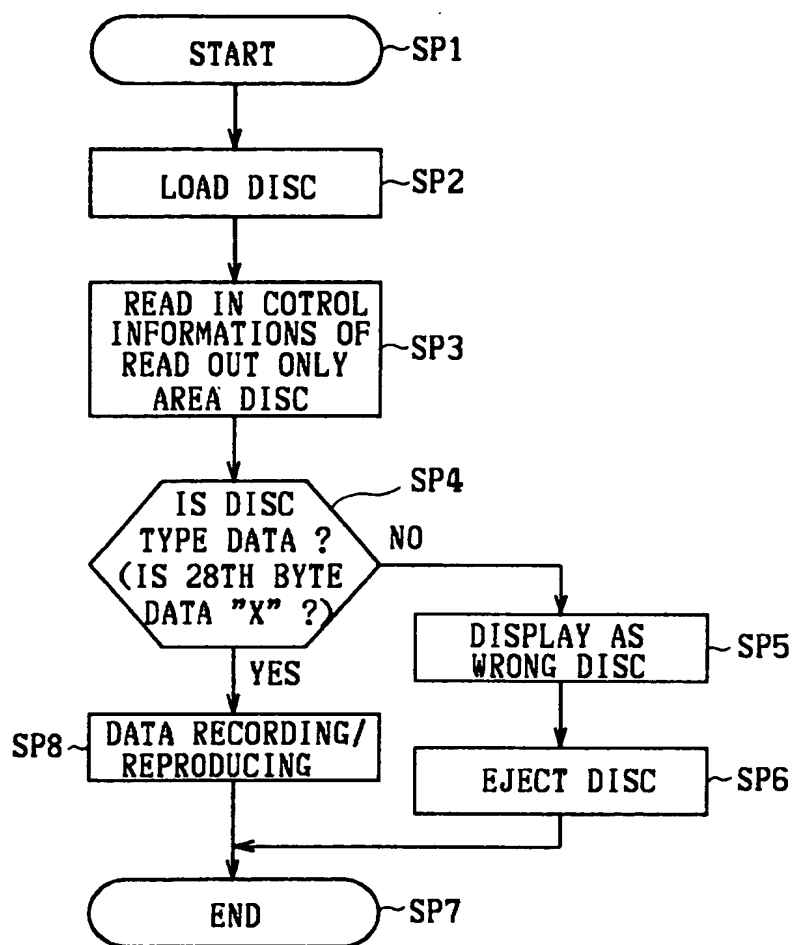 START
SP1
LOAD DISC
SP2
READ IN COTROL
INFORMATIONS OF
READ OUT ONLY
AREA DISC
SP3
IS DISC
TYPE DATA ?
(IS 28TH BYTE
DATA "X" ?)
SP4
NO
YES
DISPLAY AS
WRONG DISC
SP5
SP8
DATA RECORDING/
REPRODUCING
EJECT DISC
SP6
END
SP7